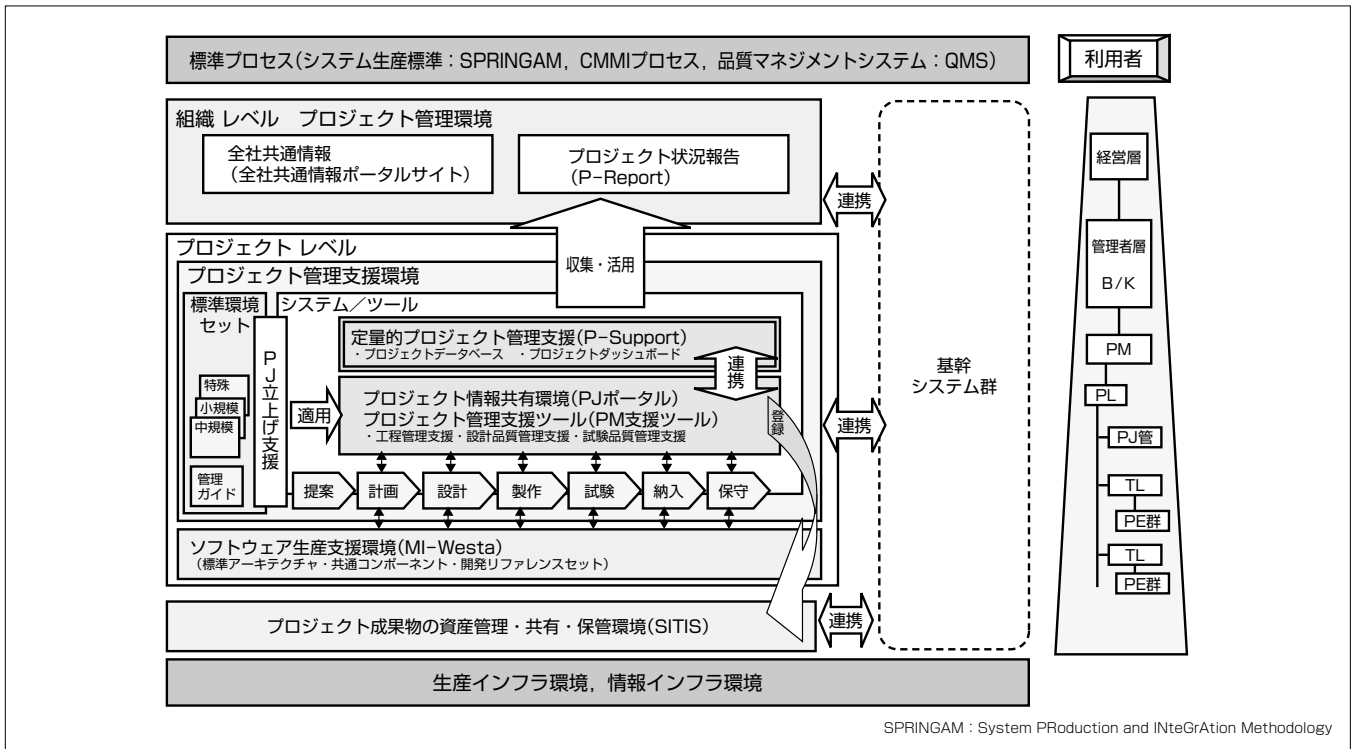 標準プロセス(システム生産標準：SPRINGAM，CMMIプロセス，品質マネジメントシステム：QMS)
利用者
組織 レベル　プロジェクト管理環境
全社共通情報
(全社共通情報ポータルサイト)
プロジェクト状況報告
(P-Report)
連携
収集・活用
プロジェクト レベル
プロジェクト管理支援環境
標準環境
セット
システム／ツール
PJ立上げ支援
特殊
小規模
中規模
管理
ガイド
適用
定量的プロジェクト管理支援(P-Support)
・プロジェクトデータベース　・プロジェクトダッシュボード
連携
プロジェクト情報共有環境(PJポータル)
プロジェクト管理支援ツール(PM支援ツール)
・工程管理支援・設計品質管理支援・試験品質管理支援
登録
連携
提案
計画
設計
製作
試験
納入
保守
ソフトウェア生産支援環境(MI-Westa)
(標準アーキテクチャ・共通コンポーネント・開発リファレンスセット)
プロジェクト成果物の資産管理・共有・保管環境(SITIS)
連携
基幹
システム群
生産インフラ環境，情報インフラ環境
経営層
管理者層
B/K
PM
PL
PJ管
TL
PE群
TL
PE群
SPRINGAM：System PRoduction and INteGrAtion Methodology